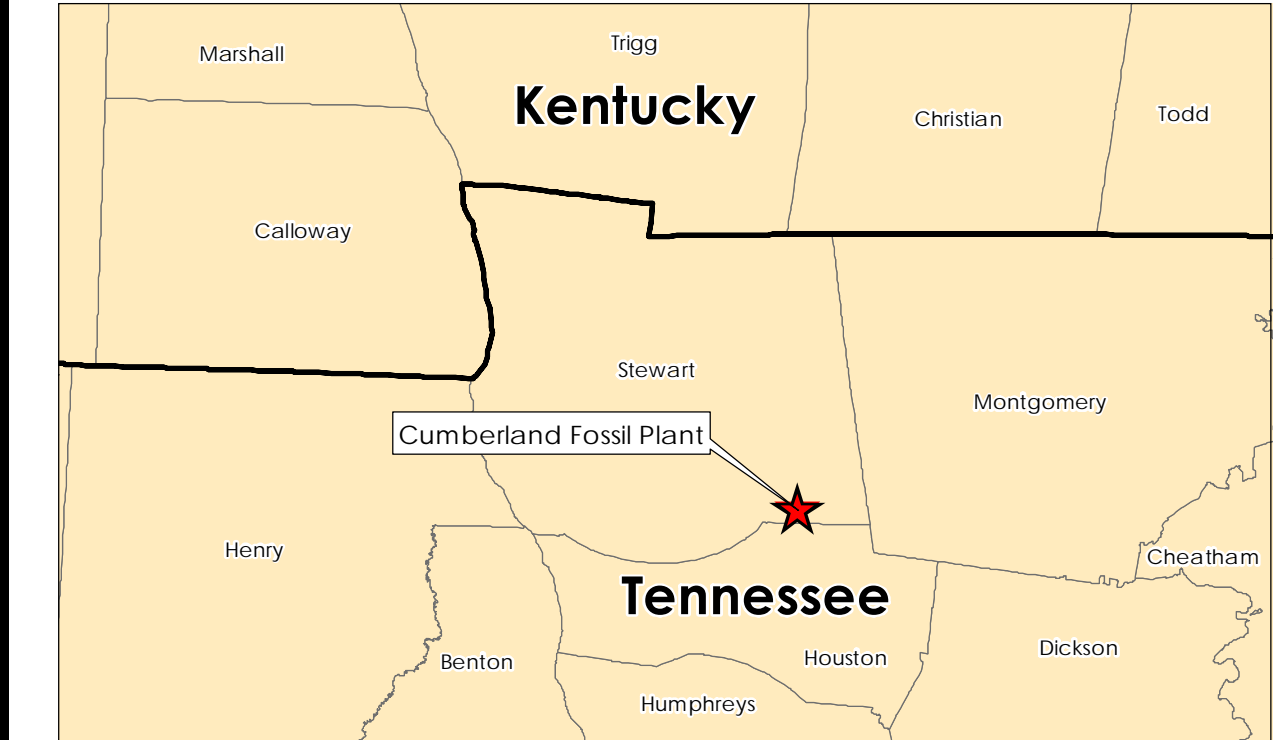 Marshall
Trigg
Kentucky
Christian
Todd
Calloway
Stewart
Montgomery
Cumberland Fossil Plant
Henry
Cheatham
Tennessee
Benton
Houston
Dickson
Humphreys